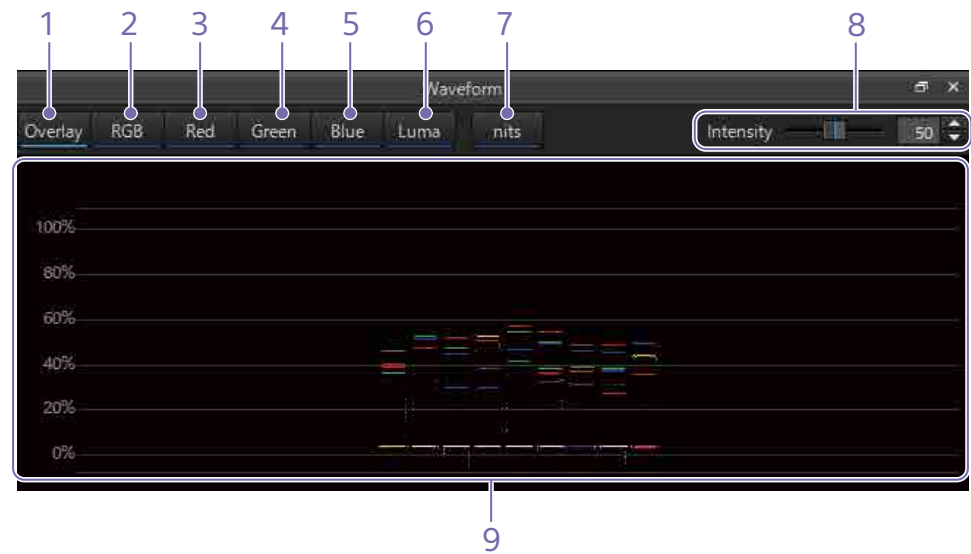 1 2 3 4 5 6 7 8
Waveform
Overlay RGB Red Green Blue Luma nits Intensity 50
100%
80%
60%
40%
20%
0%
9